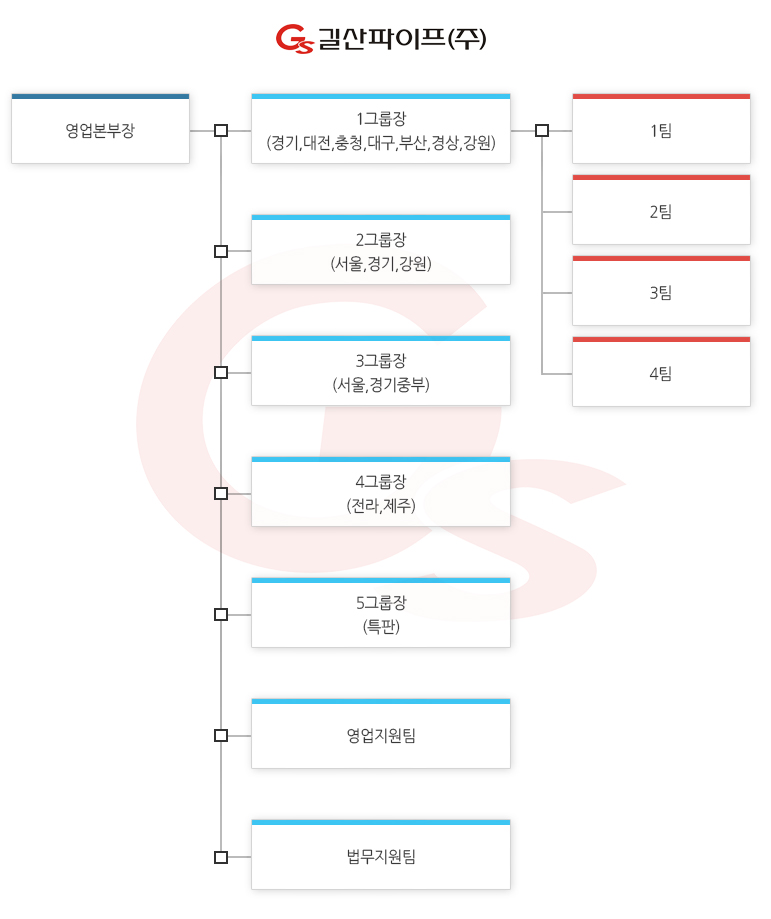 Gs길산파이프(주)
영업본부장
1그룹장
(경기,대전,충청,대구,부산,경상,강원)
1팀
2팀
3팀
4팀
2그룹장
(서울,경기,강원)
3그룹장
(서울,경기중부)
4그룹장
(전라,제주)
5그룹장
(특판)
영업지원팀
법무지원팀